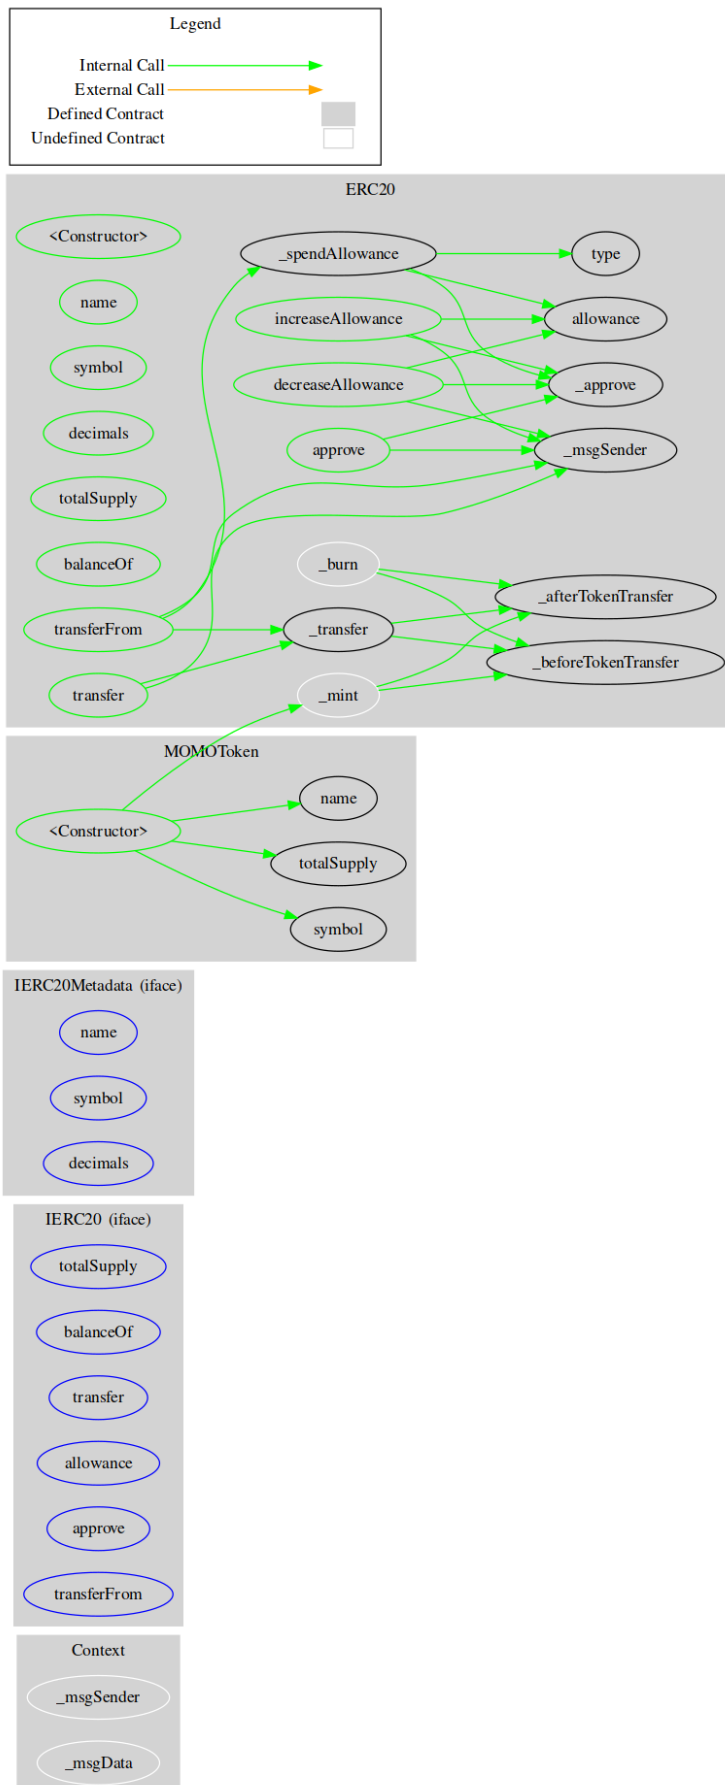 Legend
Internal Call
External Call
Defined Contract
Undefined Contract
ERC20
<Constructor>
name
symbol
decimals
totalSupply
balanceOf
transferFrom
transfer
_spendAllowance
increaseAllowance
decreaseAllowance
approve
_burn
_transfer
_mint
type
allowance
_approve
_msgSender
_afterTokenTransfer
_beforeTokenTransfer
MOMOToken
<Constructor>
name
totalSupply
symbol
IERC20Metadata (iface)
name
symbol
decimals
IERC20 (iface)
totalSupply
balanceOf
transfer
allowance
approve
transferFrom
Context
_msgSender
_msgData